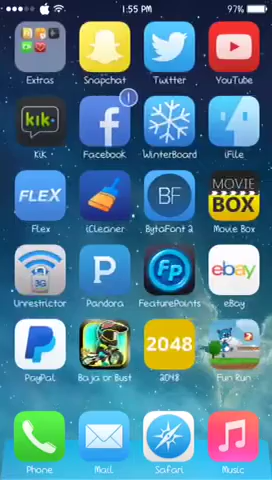 1:55 PM 97%
Extras Snapchat Twitter YouTube
kik. 1
Kik Facebook WinterBoard iFile
FLEX BF MOVIE BOX
Flex iCleaner BytaFont 2 Movie Box
3G P FP ebay
Unrestrictor Pandora FeaturePoints eBay
2048
PayPal Baja or Bust 2048 Fun Run
Phone Mail Safari Music